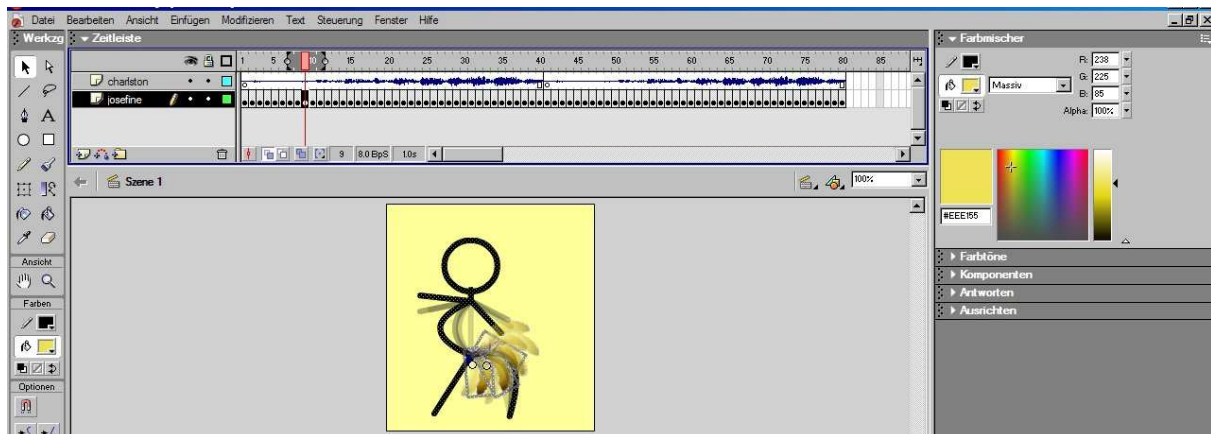 Datei Bearbeiten Ansicht Einfügen Modifizieren Text Steuerung Fenster Hilfe
Werkzg
Zeitleiste
1 5 10 15 20 25 30 35 40 45 50 55 60 65 70 75 80 85
charlston
josefine
9 8.0 BpS 1.0s
Szene 1
100%
Ansicht
Farben
Optionen
Farbmischer
R: 238
Massiv
G: 225
B: 85
Alpha: 100%
#EEE155
Farbtöne
Komponenten
Antworten
Ausrichten